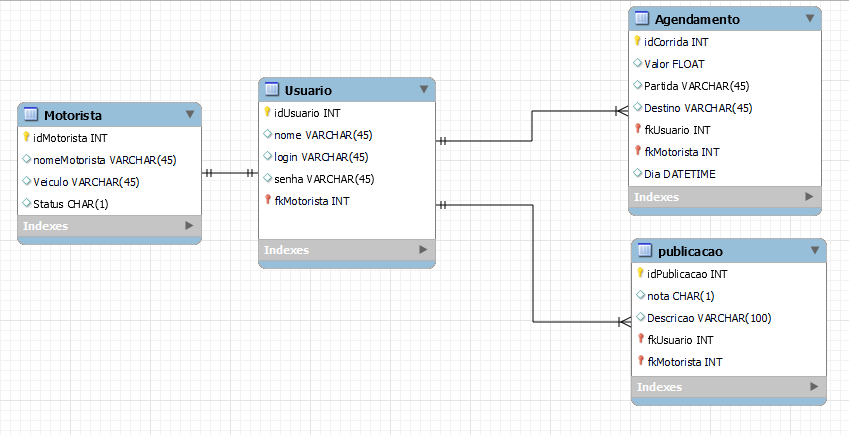 Motorista
idMotorista INT
nomeMotorista VARCHAR(45)
Veiculo VARCHAR(45)
Status CHAR(1)
Indexes
Usuario
idUsuario INT
nome VARCHAR(45)
login VARCHAR(45)
senha VARCHAR(45)
fkMotorista INT
Indexes
Agendamento
idCorrida INT
Valor FLOAT
Partida VARCHAR(45)
Destino VARCHAR(45)
fkUsuario INT
fkMotorista INT
Dia DATETIME
Indexes
publicacao
idPublicacao INT
nota CHAR(1)
Descricao VARCHAR(100)
fkUsuario INT
fkMotorista INT
Indexes